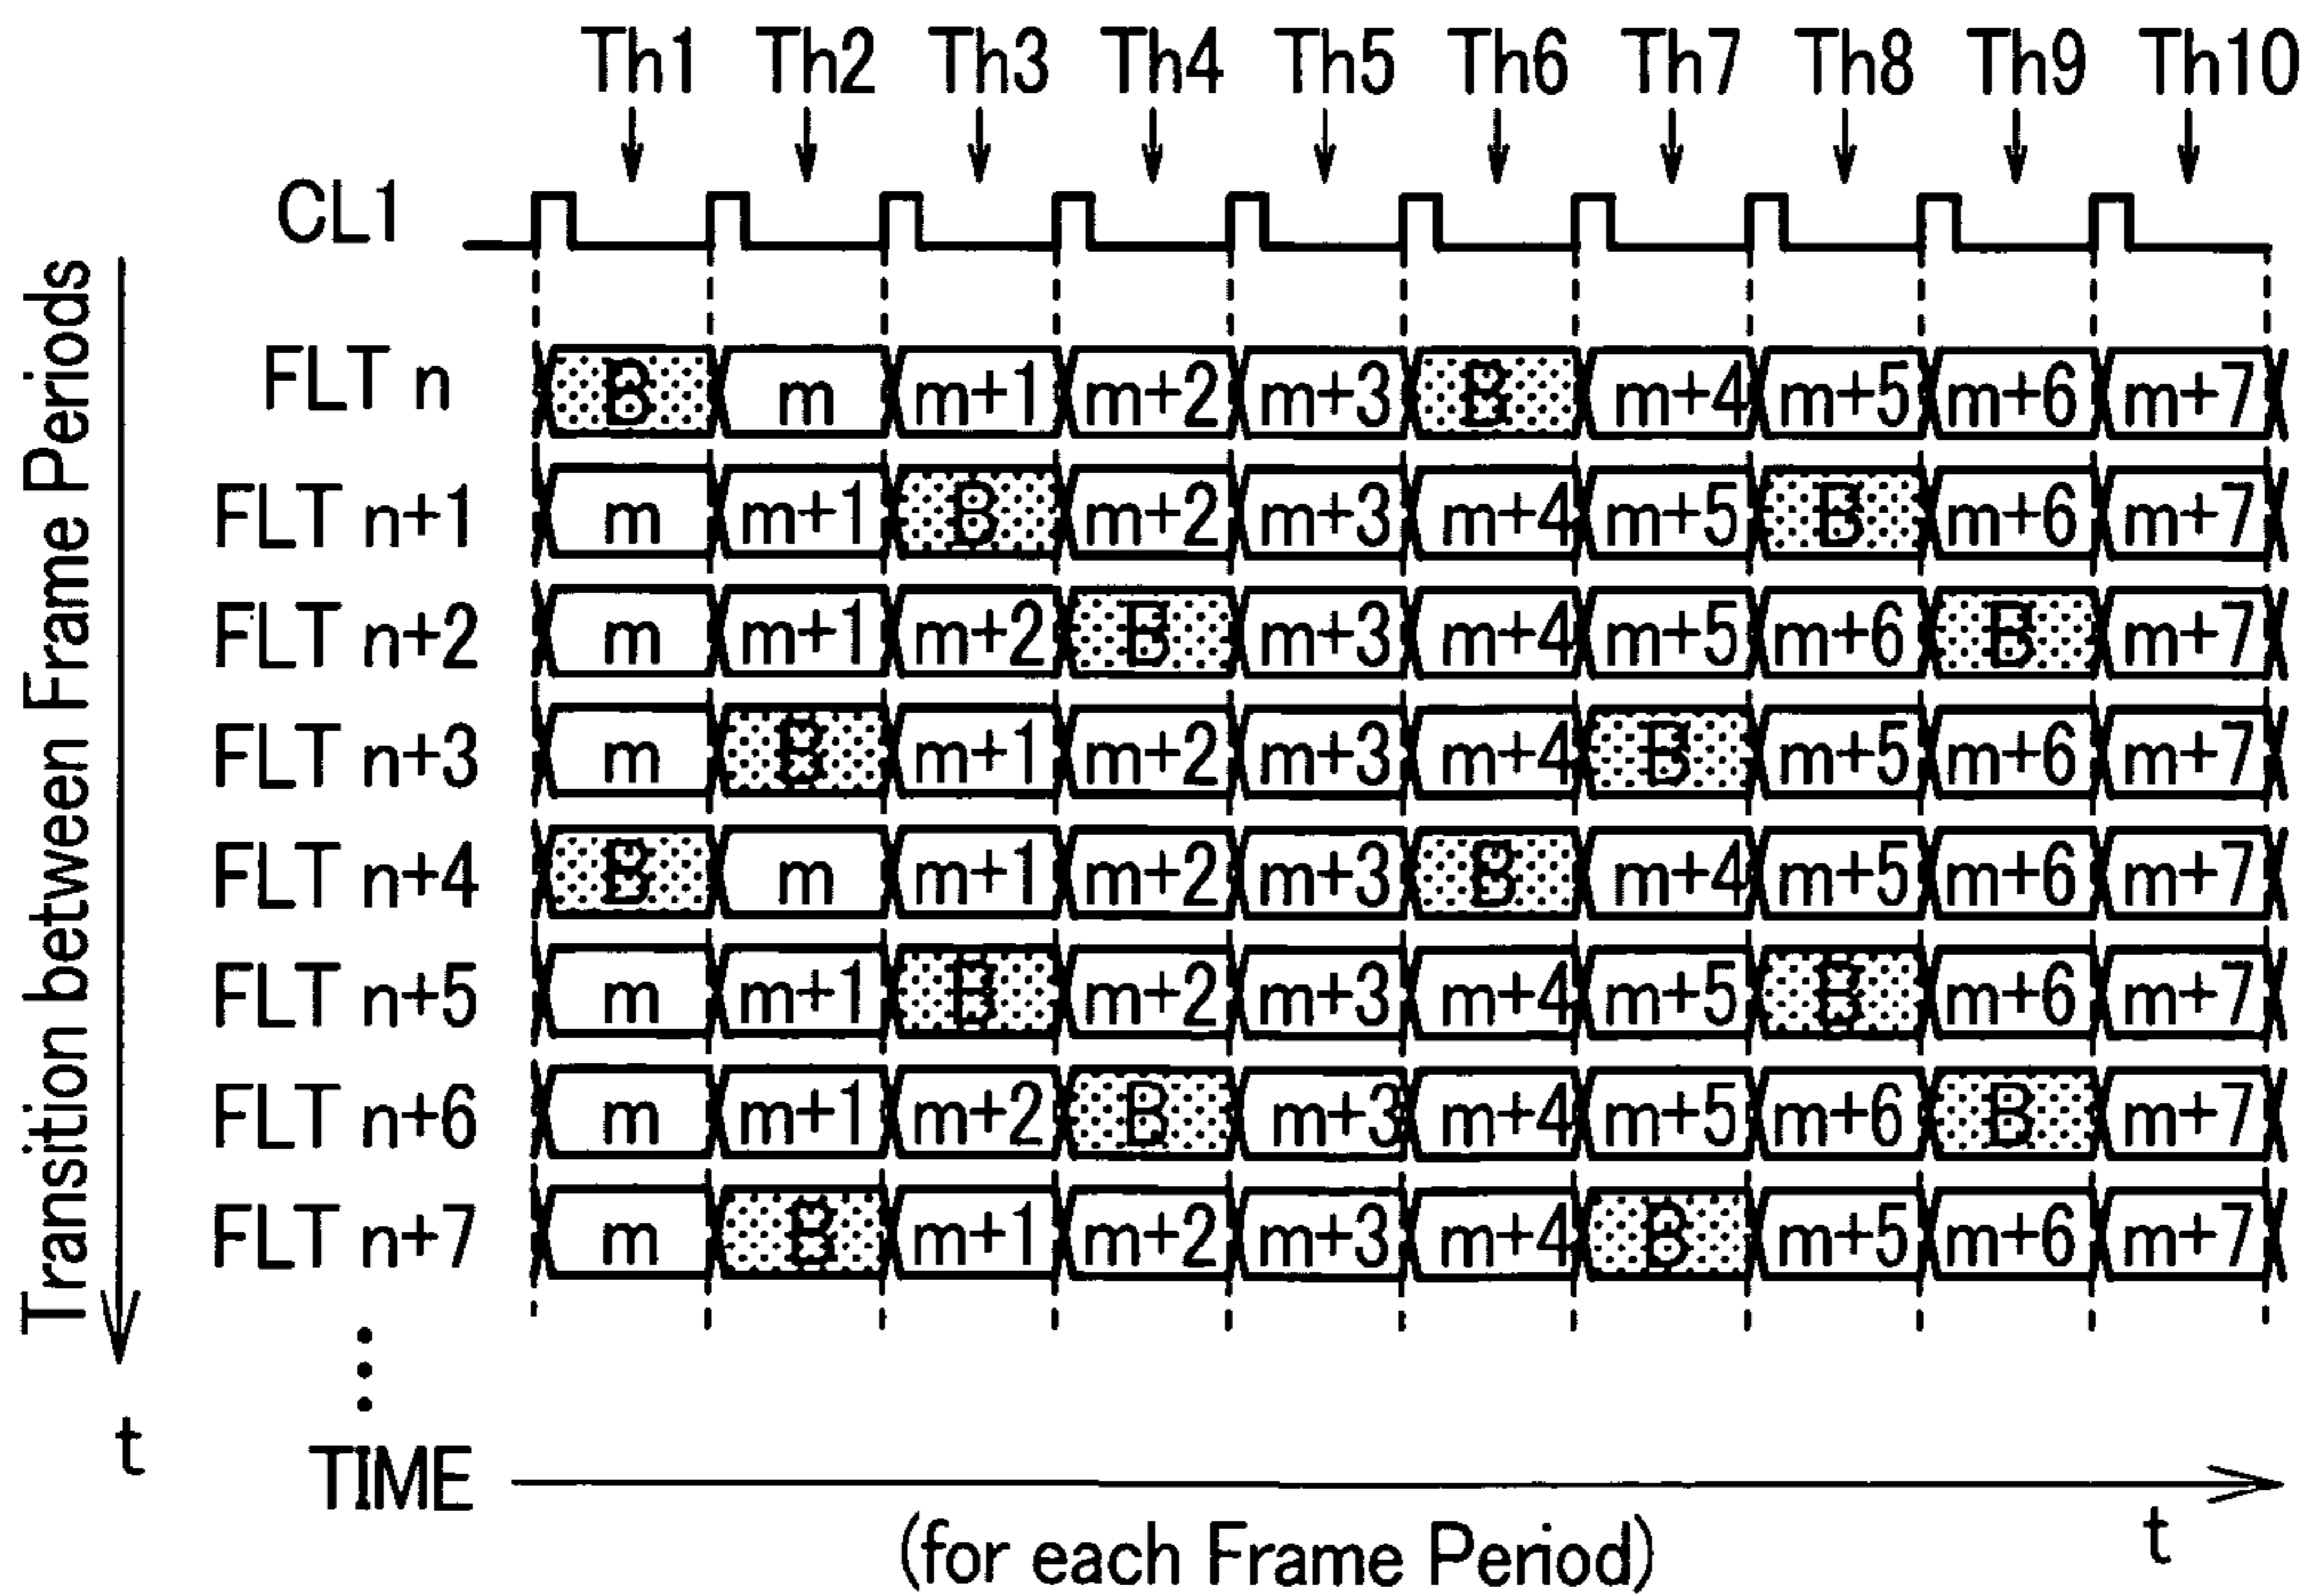 Th1 Th2 Th3 Th4 Th5 Th6 Th7 Th8 Th9 Th10
CL1
Transition between Frame Periods
FLT n B m m+1 m+2 m+3 B m+4 m+5 m+6 m+7
FLT n+1 m m+1 B m+2 m+3 m+4 m+5 B m+6 m+7
FLT n+2 m m+1 m+2 B m+3 m+4 m+5 m+6 B m+7
FLT n+3 m B m+1 m+2 m+3 m+4 B m+5 m+6 m+7
FLT n+4 B m m+1 m+2 m+3 B m+4 m+5 m+6 m+7
FLT n+5 m m+1 B m+2 m+3 m+4 m+5 B m+6 m+7
FLT n+6 m m+1 m+2 B m+3 m+4 m+5 m+6 B m+7
FLT n+7 m B m+1 m+2 m+3 m+4 B m+5 m+6 m+7
t
TIME
(for each Frame Period)
t